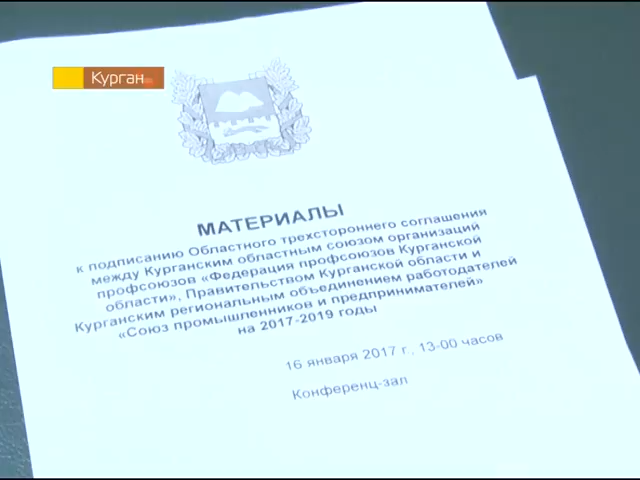 Курган
МАТЕРИАЛЫ
к подписанию Областного трехстороннего соглашения
между Курганским областным союзом организаций
профсоюзов «Федерация профсоюзов Курганской
области», Правительством Курганской области и
Курганским региональным объединением работодателей
«Союз промышленников и предпринимателей»
на 2017-2019 годы
16 января 2017 г., 13-00 часов
Конференц-зал